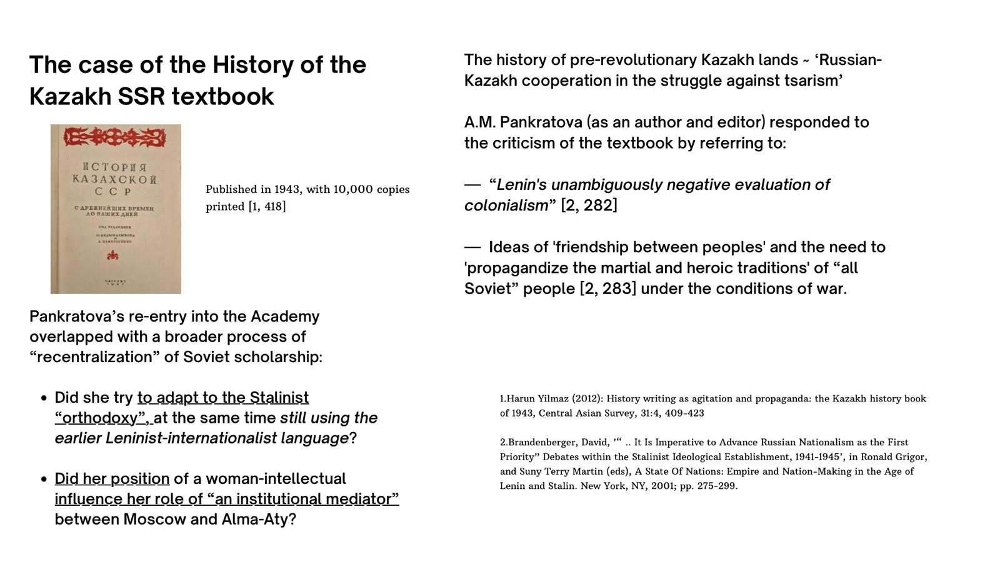 The case of the History of the
Kazakh SSR textbook
ИСТОРИЯ
КАЗАХСКОЙ
ССР
С ДРЕВНЕЙШИХ ВРЕМЕН
ДО НАШИХ ДНЕЙ
ПОД РЕДАКЦИЕЙ
М. АБДЫКАЛЫКОВА
И
А. ПАНКРАТОВОЙ
Published in 1943, with 10,000 copies
printed [1, 418]
Pankratova’s re-entry into the Academy
overlapped with a broader process of
“recentralization” of Soviet scholarship:
• Did she try to adapt to the Stalinist
“orthodoxy”, at the same time still using the
earlier Leninist-internationalist language?
• Did her position of a woman-intellectual
influence her role of “an institutional mediator”
between Moscow and Alma-Aty?
The history of pre-revolutionary Kazakh lands ~ ‘Russian-
Kazakh cooperation in the struggle against tsarism’
A.M. Pankratova (as an author and editor) responded to
the criticism of the textbook by referring to:
— “Lenin's unambiguously negative evaluation of
colonialism” [2, 282]
— Ideas of 'friendship between peoples' and the need to
'propagandize the martial and heroic traditions' of “all
Soviet” people [2, 283] under the conditions of war.
1.Harun Yilmaz (2012): History writing as agitation and propaganda: the Kazakh history book
of 1943, Central Asian Survey, 31:4, 409-423
2.Brandenberger, David, '“ .. It Is Imperative to Advance Russian Nationalism as the First
Priority” Debates within the Stalinist Ideological Establishment, 1941-1945', in Ronald Grigor,
and Suny Terry Martin (eds), A State Of Nations: Empire and Nation-Making in the Age of
Lenin and Stalin. New York, NY, 2001; pp. 275-299.